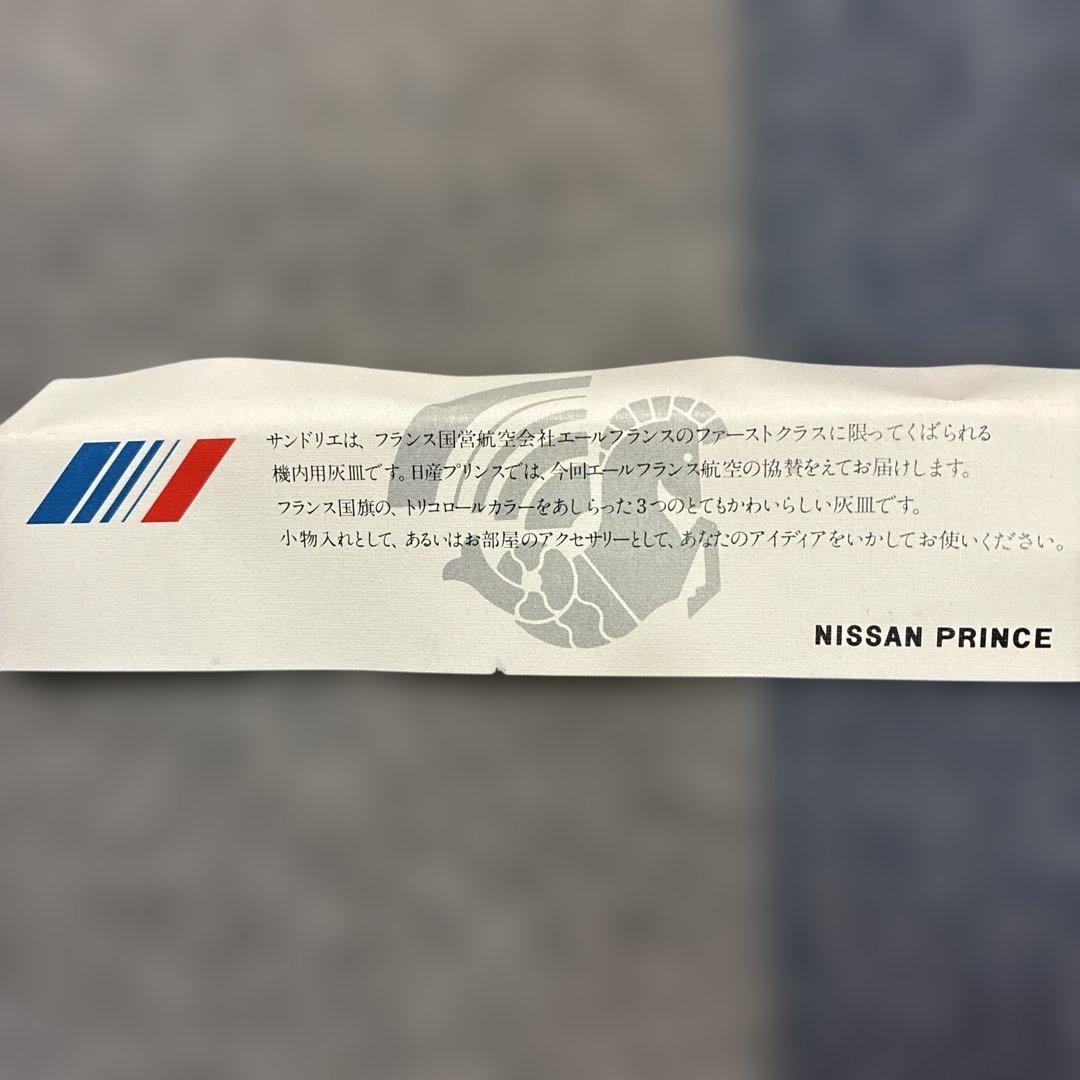 サンドリエは、フランス国営航空会社エールフランスのファーストクラスに限ってくばられる
機内用灰皿です。日産プリンスでは、今回エールフランス航空の協賛をえてお届けします。
フランス国旗の、トリコロールカラーをあしらった3つのとてもかわいらしい灰皿です。
小物入れとして、あるいはお部屋のアクセサリーとして、あなたのアイディアをいかしてお使いください。
NISSAN PRINCE